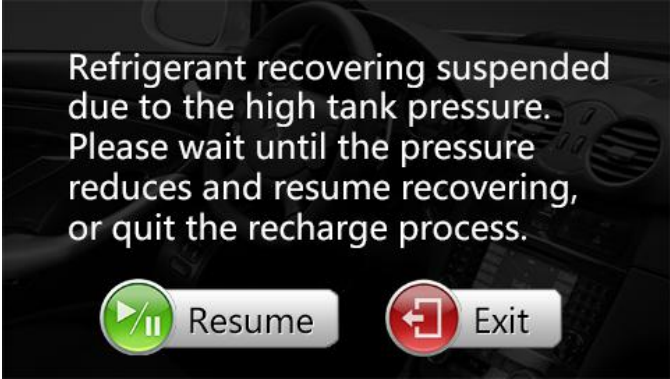 Refrigerant recovering suspended
due to the high tank pressure.
Please wait until the pressure
reduces and resume recovering,
or quit the recharge process.
Resume
Exit